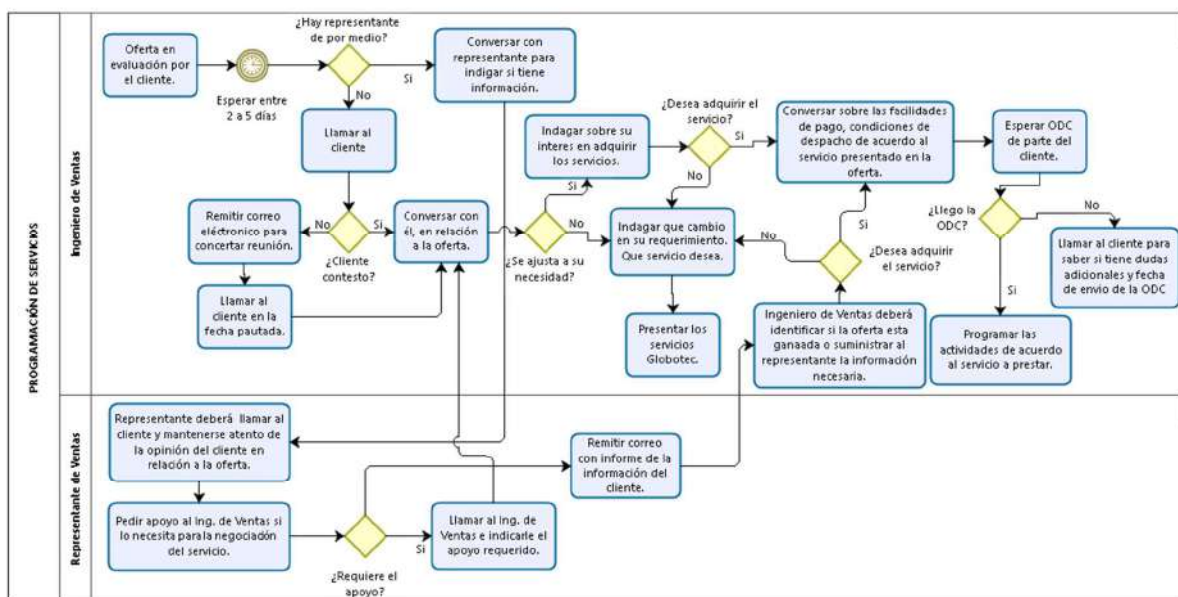 PROGRAMACIÓN DE SERVICIOS
Ingeniero de Ventas
Oferta en
evaluación por
el cliente.
Esperar entre
2 a 5 días
¿Hay representante
de por medio?
Si
No
Conversar con
representante para
indigar si tiene
información.
Llamar al
cliente
¿Cliente
contesto?
No
Si
Remitir correo
eléctronico para
concertar reunión.
Llamar al
cliente en la
fecha pautada.
Conversar con
él, en relación
a la oferta.
¿Se ajusta a su
necesidad?
Si
No
Indagar sobre su
interes en adquirir
los servicios.
¿Desea adquirir el
servicio?
Si
No
Indagar que cambio
en su requerimiento.
Que servicio desea.
Presentar los
servicios
Globotec.
Conversar sobre las facilidades
de pago, condiciones de
despacho de acuerdo al
servicio presentado en la
oferta.
Si
No
¿Desea adquirir
el servicio?
Ingeniero de Ventas deberá
identificar si la oferta esta
ganaada o suministrar al
representante la información
necesaria.
Esperar ODC
de parte del
cliente.
¿Llego la
ODC?
No
Si
Llamar al cliente para
saber si tiene dudas
adicionales y fecha
de envio de la ODC
Programar las
actividades de acuerdo
al servicio a prestar.
Representante de Ventas
Representante deberá llamar al
cliente y mantenerse atento de
la opinión del cliente en
relación a la oferta.
Pedir apoyo al Ing. de Ventas si
lo necesita para la negociación
del servicio.
¿Requiere el
apoyo?
No
Si
Llamar al Ing. de
Ventas e indicarle el
apoyo requerido.
Remitir correo
con informe de la
información del
cliente.